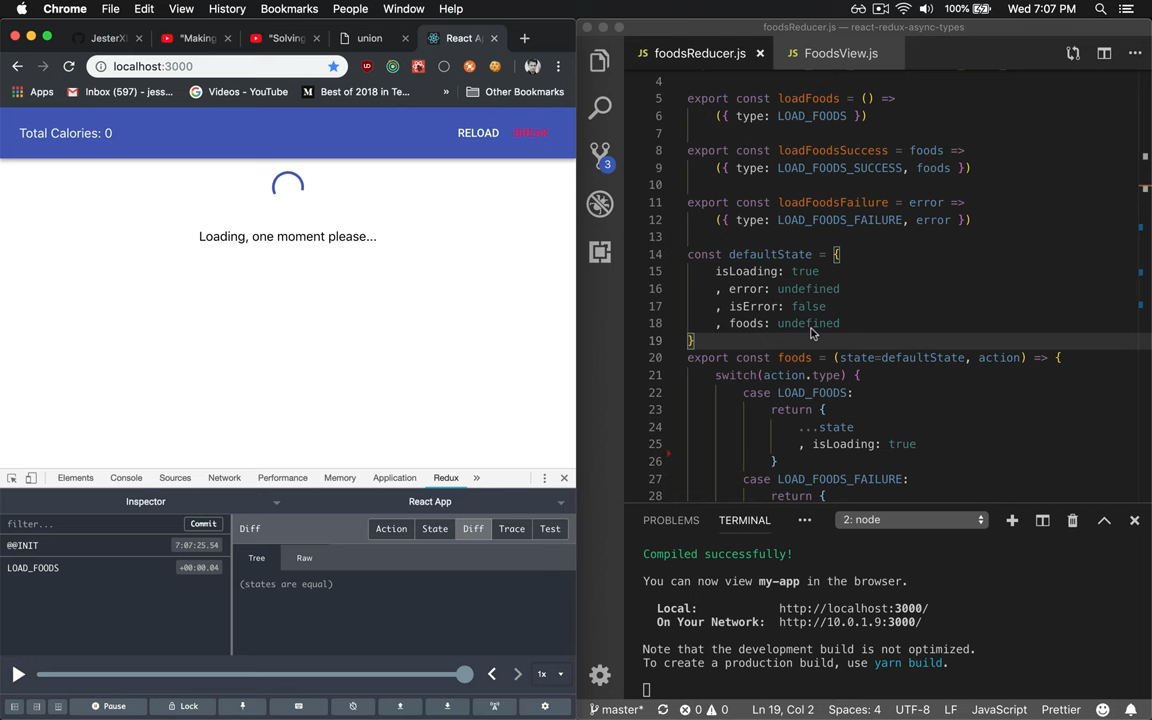 Chrome File Edit View History Bookmarks People Window Help 100% Wed 7:07 PM
JesterXL "Making "Solving union React A
localhost:3000
Apps Inbox (597) - jess... Videos - YouTube Best of 2018 in Te... » Other Bookmarks
Total Calories: 0 RELOAD BREAK
Loading, one moment please...
Elements Console Sources Network Performance Memory Application Redux »
Inspector React App
filter... Commit
@@INIT 7:07:25.54
LOAD_FOODS +00:00.04
Diff Action State Diff Trace Test
Tree Raw
(states are equal)
1x
Pause Lock
foodsReducer.js — react-redux-async-types
JS foodsReducer.js JS FoodsView.js
4
5 export const loadFoods = () =>
6 ({ type: LOAD_FOODS })
7
8 export const loadFoodsSuccess = foods =>
9 ({ type: LOAD_FOODS_SUCCESS, foods })
10
11 export const loadFoodsFailure = error =>
12 ({ type: LOAD_FOODS_FAILURE, error })
13
14 const defaultState = {
15 isLoading: true
16 , error: undefined
17 , isError: false
18 , foods: undefined
19 }
20 export const foods = (state=defaultState, action) => {
21 switch(action.type) {
22 case LOAD_FOODS:
23 return {
24 ...state
25 , isLoading: true
26 }
27 case LOAD_FOODS_FAILURE:
28 return {
3
PROBLEMS TERMINAL ... 2: node
Compiled successfully!
You can now view my-app in the browser.
Local: http://localhost:3000/
On Your Network: http://10.0.1.9:3000/
Note that the development build is not optimized.
To create a production build, use yarn build.
master* 0 0 Ln 19, Col 2 Spaces: 4 UTF-8 LF JavaScript Prettier